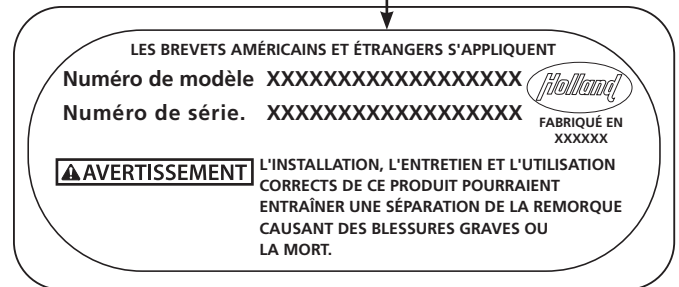 LES BREVETS AMÉRICAINS ET ÉTRANGERS S'APPLIQUENT
Numéro de modèle XXXXXXXXXXXXXXXXXX
Holland
Numéro de série. XXXXXXXXXXXXXXXXXX
FABRIQUÉ EN
XXXXXX
AVERTISSEMENT
L'INSTALLATION, L'ENTRETIEN ET L'UTILISATION
CORRECTS DE CE PRODUIT POURRAIENT
ENTRAÎNER UNE SÉPARATION DE LA REMORQUE
CAUSANT DES BLESSURES GRAVES OU
LA MORT.